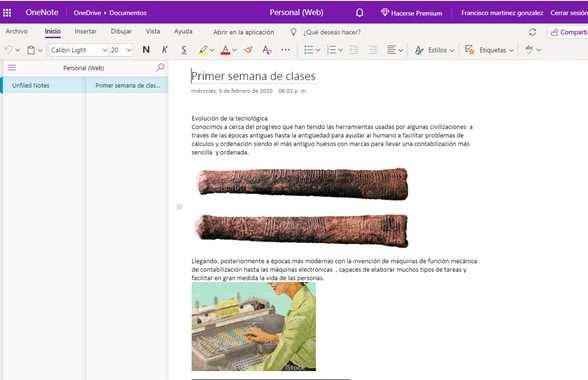 OneNote
OneDrive ▸ Documentos
Personal (Web)
Hacerse Premium
Francisco martinez gonzalez
Cerrar sesión
Archivo Inicio Insertar Dibujar Vista Ayuda Abrir en la aplicación ¿Qué deseas hacer?
Comparti
Calibri Light 20 N K S A Estilos Etiquetas abc
Personal (Web)
Unfiled Notes
Primer semana de clas...
Primer semana de clases
miércoles, 5 de febrero de 2020 06:01 p. m.
Evolución de la tecnológica
Conocimos a cerca del progreso que han tenido las herramientas usadas por algunas civilizaciones a
través de las épocas antiguas hasta la antigüedad para ayudar al humano a facilitar problemas de
cálculos y ordenación siendo el más antiguo huesos con marcas para llevar una contabilización más
sencilla y ordenada.
Llegando. posteriormente a épocas más modernas con la invención de máquinas de función mecánica
de contabilización hasta las máquinas electrónicas , capaces de elaborar muchos tipos de tareas y
facilitar en gran medida la vida de las personas.
iStock
iStock